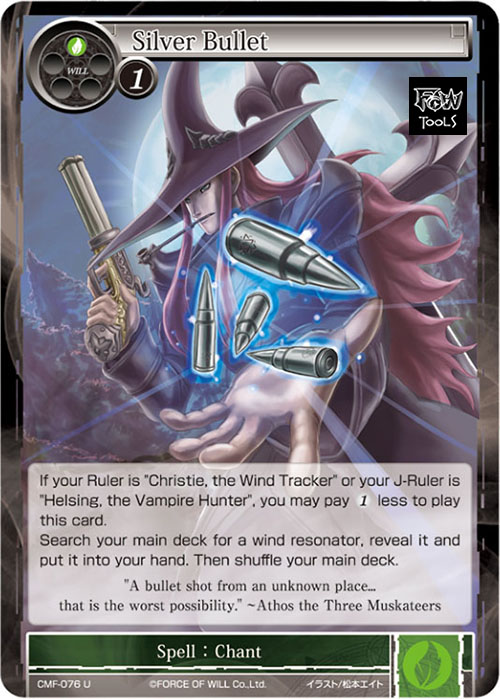 Silver Bullet
WILL
1
FOW
TOOLS
If your Ruler is "Christie, the Wind Tracker" or your J-Ruler is
"Helsing, the Vampire Hunter", you may pay 1 less to play
this card.
Search your main deck for a wind resonator, reveal it and
put it into your hand. Then shuffle your main deck.
"A bullet shot from an unknown place...
that is the worst possibility." ~Athos the Three Muskateers
Spell : Chant
CMF-076 U ©FORCE OF WILL Co.,Ltd. イラスト/松本エイト